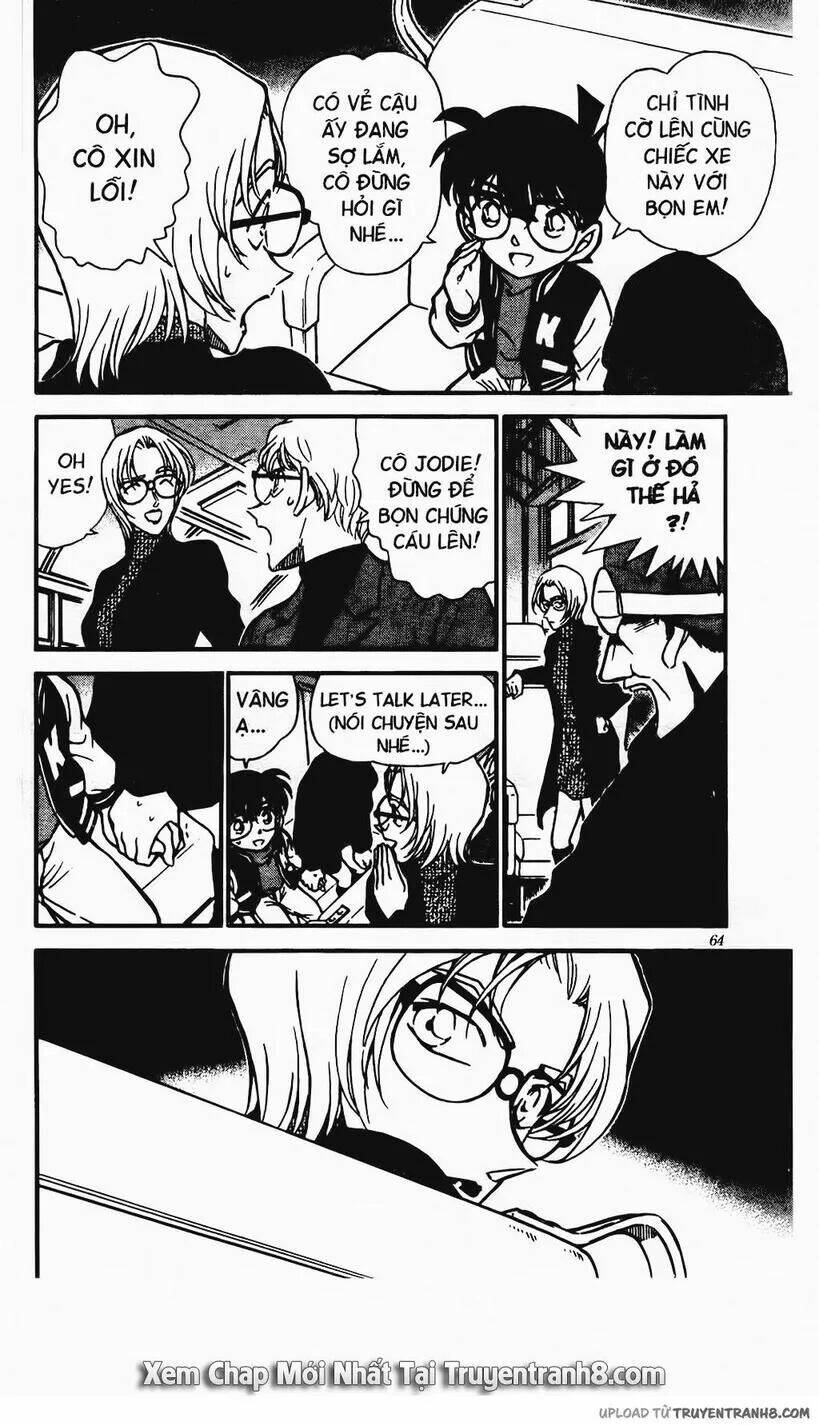 CHỈ TÌNH
CỜ LÊN CÙNG
CHIẾC XE
NÀY VỚI
BỌN EM!
CÓ VẺ CẬU
ẤY ĐANG
SỢ LẮM,
CÔ ĐỪNG
HỎI GÌ
NHÉ...
OH,
CÔ XIN
LỖI!
NÀY! LÀM
GÌ Ở ĐÓ
THẾ HẢ
?!
CÔ JODIE!
ĐỪNG ĐỂ
BỌN CHÚNG
CÁU LÊN!
OH
YES!
LET'S TALK LATER...
(NÓI CHUYỆN SAU
NHÉ...)
VÂNG
Ạ...
N
64
Xem Chap Mới Nhất Tại Truyentranh8.com
UPLOAD TỪ TRUYENTRANH8.COM